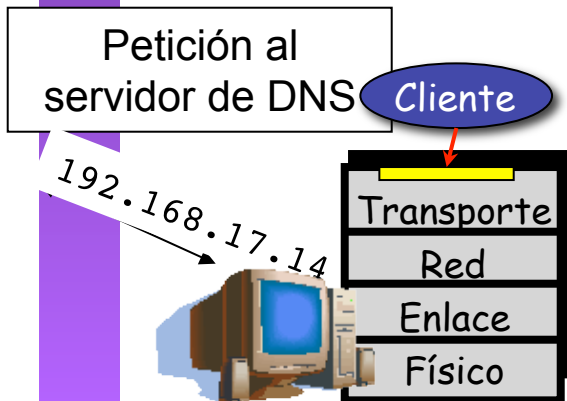 Petición al
servidor de DNS
Cliente
192.168.17.14
Transporte
Red
Enlace
Físico